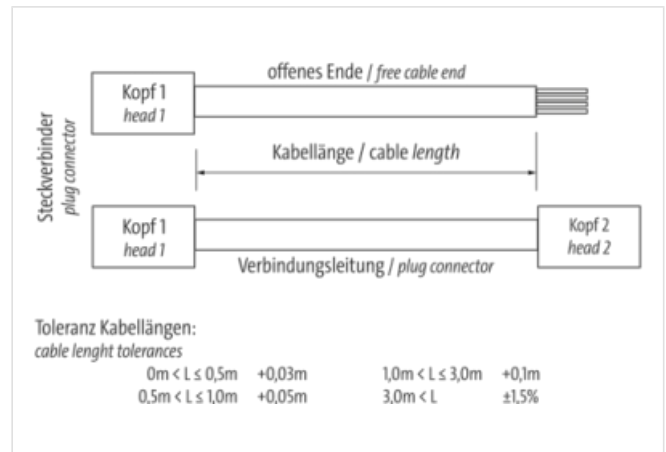 offenes Ende / free cable end
Kopf 1
head 1
Steckverbinder
plug connector
Kabellänge / cable length
Kopf 1
head 1
Kopf 2
head 2
Verbindungsleitung / plug connector
Toleranz Kabellängen:
cable lenght tolerances
0m < L ≤ 0,5m +0,03m 1,0m < L ≤ 3,0m +0,1m
0,5m < L ≤ 1,0m +0,05m 3,0m < L ±1,5%